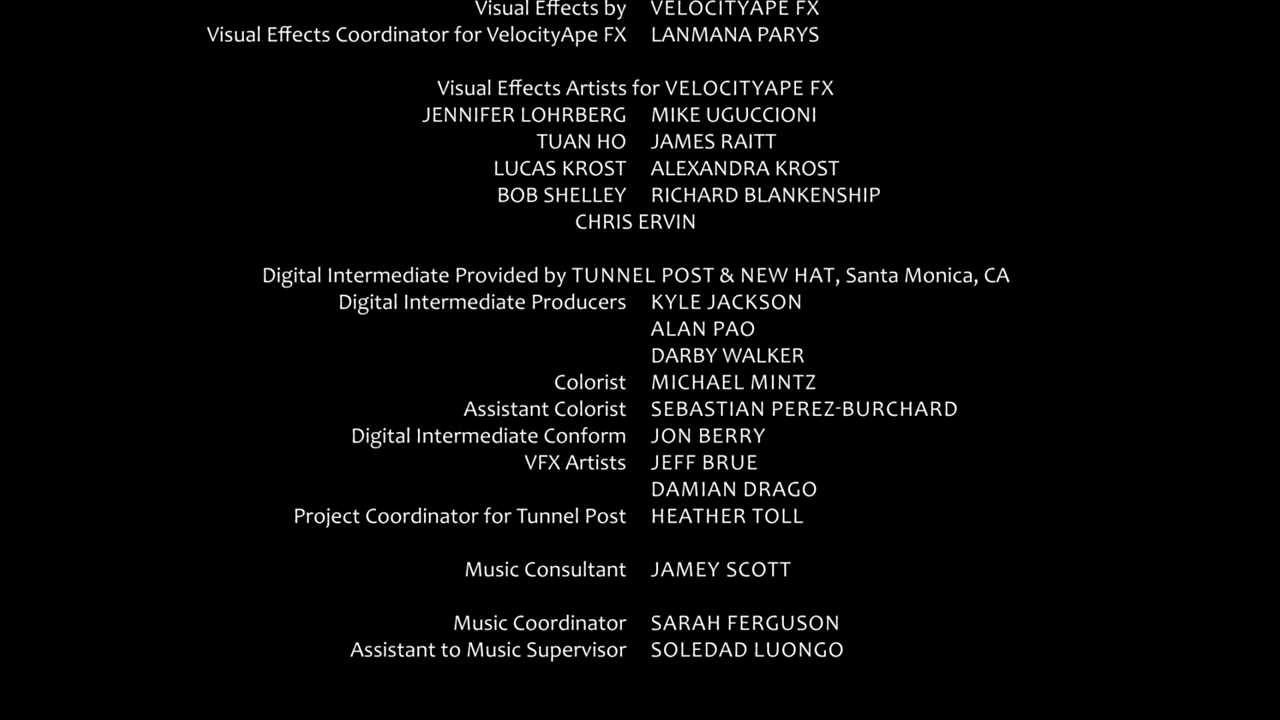 Visual Effects by VELOCITYAPE FX
Visual Effects Coordinator for VelocityApe FX LANMANA PARYS
Visual Effects Artists for VELOCITYAPE FX
JENNIFER LOHRBERG MIKE UGUCCIONI
TUAN HO JAMES RAITT
LUCAS KROST ALEXANDRA KROST
BOB SHELLEY RICHARD BLANKENSHIP
CHRIS ERVIN
Digital Intermediate Provided by TUNNEL POST & NEW HAT, Santa Monica, CA
Digital Intermediate Producers KYLE JACKSON
ALAN PAO
DARBY WALKER
Colorist MICHAEL MINTZ
Assistant Colorist SEBASTIAN PEREZ-BURCHARD
Digital Intermediate Conform JON BERRY
VFX Artists JEFF BRUE
DAMIAN DRAGO
Project Coordinator for Tunnel Post HEATHER TOLL
Music Consultant JAMEY SCOTT
Music Coordinator SARAH FERGUSON
Assistant to Music Supervisor SOLEDAD LUONGO